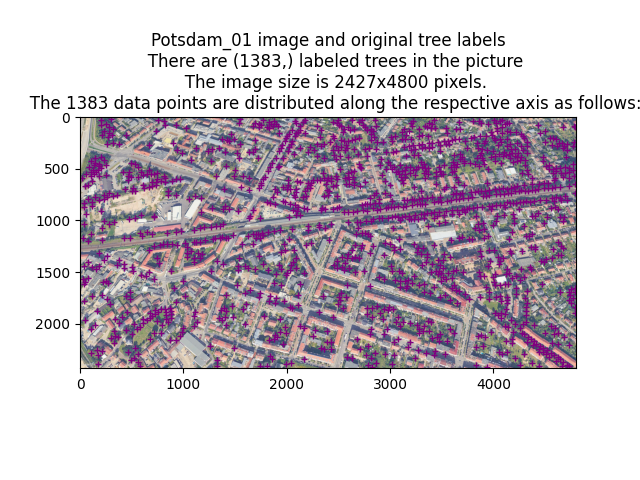 Potsdam_01 image and original tree labels
There are (1383,) labeled trees in the picture
The image size is 2427x4800 pixels.
The 1383 data points are distributed along the respective axis as follows:
0
500
1000
1500
2000
0 1000 2000 3000 4000